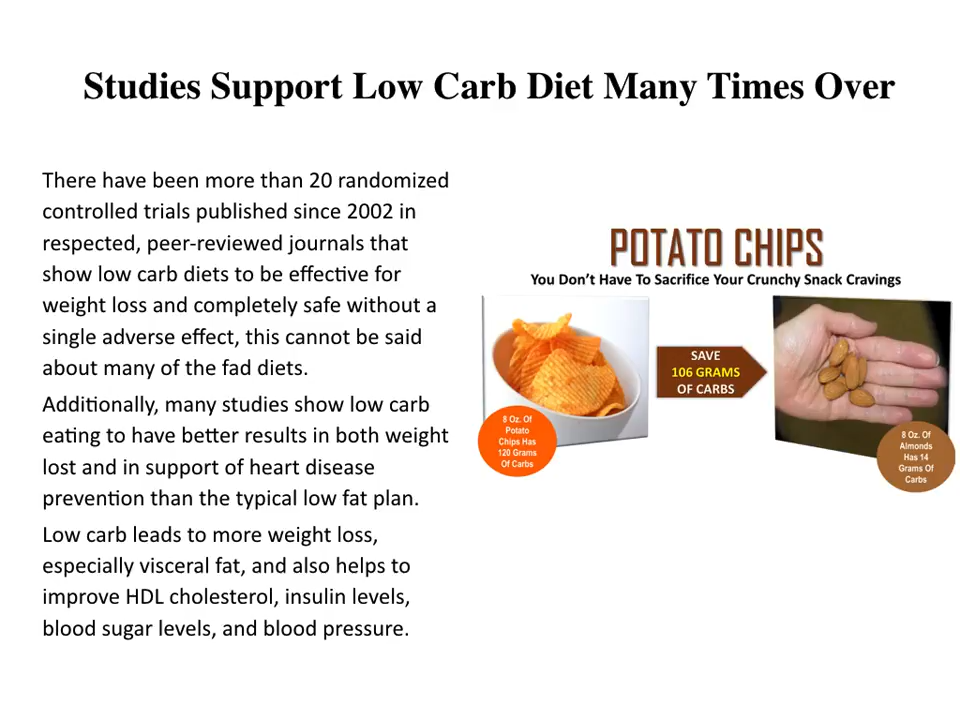 Studies Support Low Carb Diet Many Times Over
There have been more than 20 randomized
controlled trials published since 2002 in
respected, peer-reviewed journals that
show low carb diets to be effective for
weight loss and completely safe without a
single adverse effect, this cannot be said
about many of the fad diets.
Additionally, many studies show low carb
eating to have better results in both weight
lost and in support of heart disease
prevention than the typical low fat plan.
Low carb leads to more weight loss,
especially visceral fat, and also helps to
improve HDL cholesterol, insulin levels,
blood sugar levels, and blood pressure.
POTATO CHIPS
You Don't Have To Sacrifice Your Crunchy Snack Cravings
8 Oz. Of
Potato
Chips Has
120 Grams
Of Carbs
SAVE
106 GRAMS
OF CARBS
8 Oz. Of
Almonds
Has 14
Grams Of
Carbs